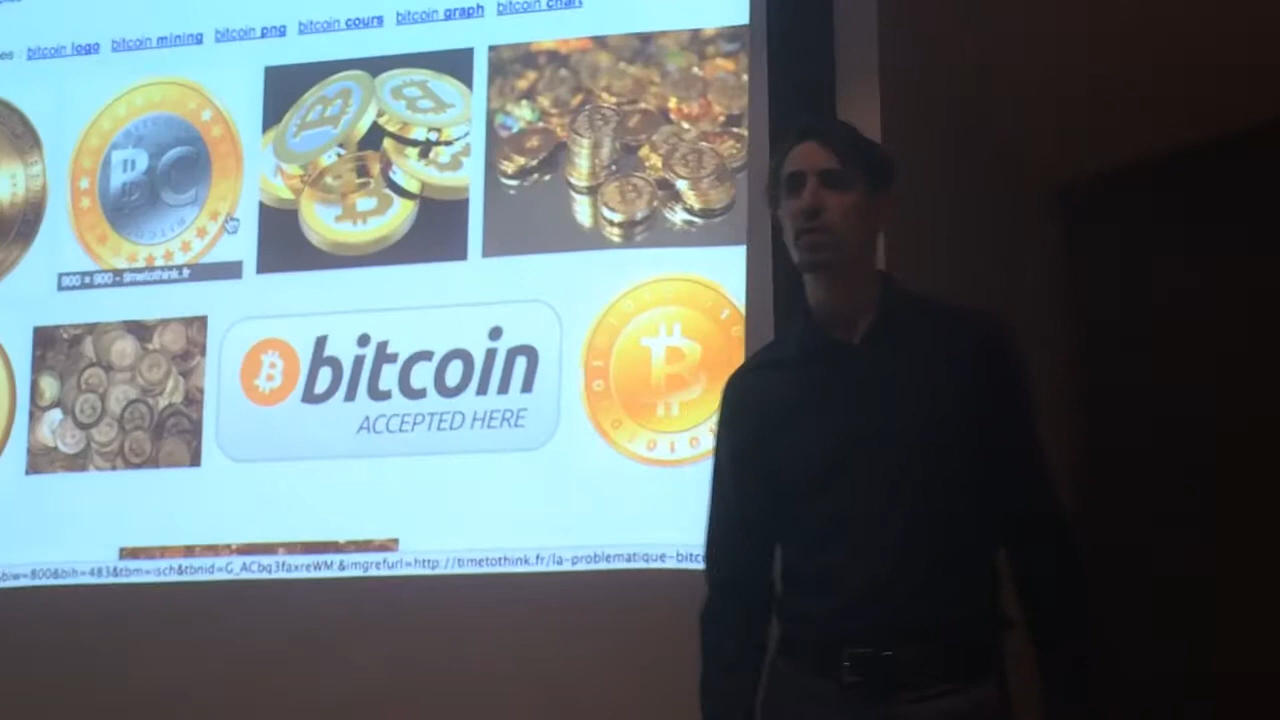 bitcoin logo bitcoin mining bitcoin png bitcoin cours bitcoin graph bitcoin chart
BC
900 × 900 - timetothink.fr
bitcoin
ACCEPTED HERE
biw=800&bih=483&tbm=isch&tbnid=G_ACbq3faxreWM:&imgrefurl=http://timetothink.fr/la-problematique-bitc